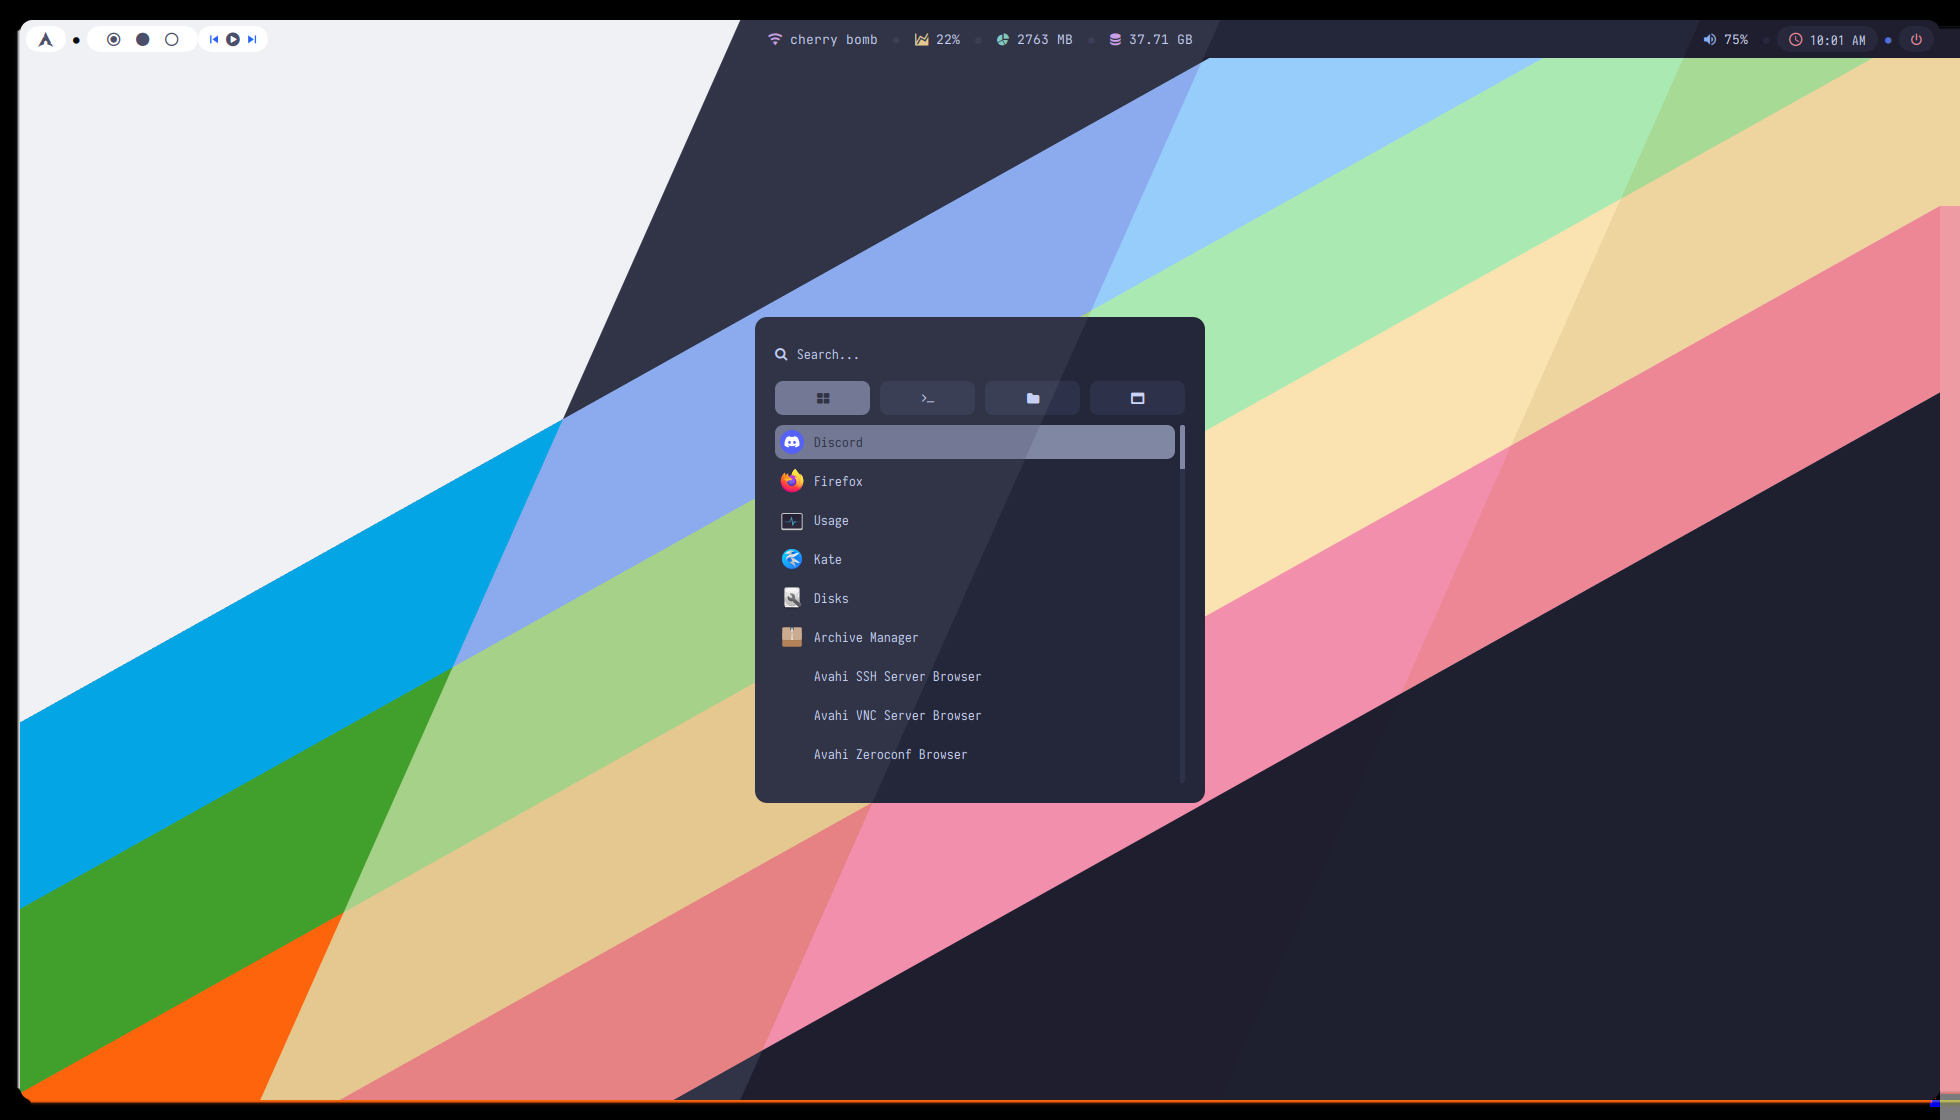 cherry bomb 22% 2763 MB 37.71 GB 75% 10:01 AM
Search...
Discord
Firefox
Usage
Kate
Disks
Archive Manager
Avahi SSH Server Browser
Avahi VNC Server Browser
Avahi Zeroconf Browser